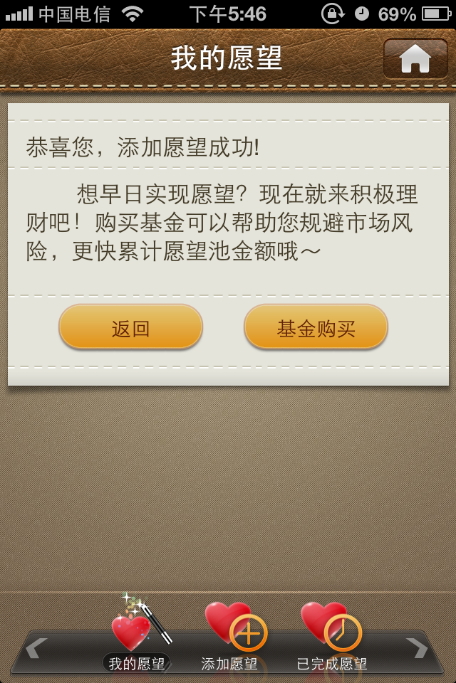 中国电信 下午5:46 69%
我的愿望
恭喜您，添加愿望成功!
想早日实现愿望？现在就来积极理
财吧！购买基金可以帮助您规避市场风
险，更快累计愿望池金额哦～
返回 基金购买
我的愿望 添加愿望 已完成愿望